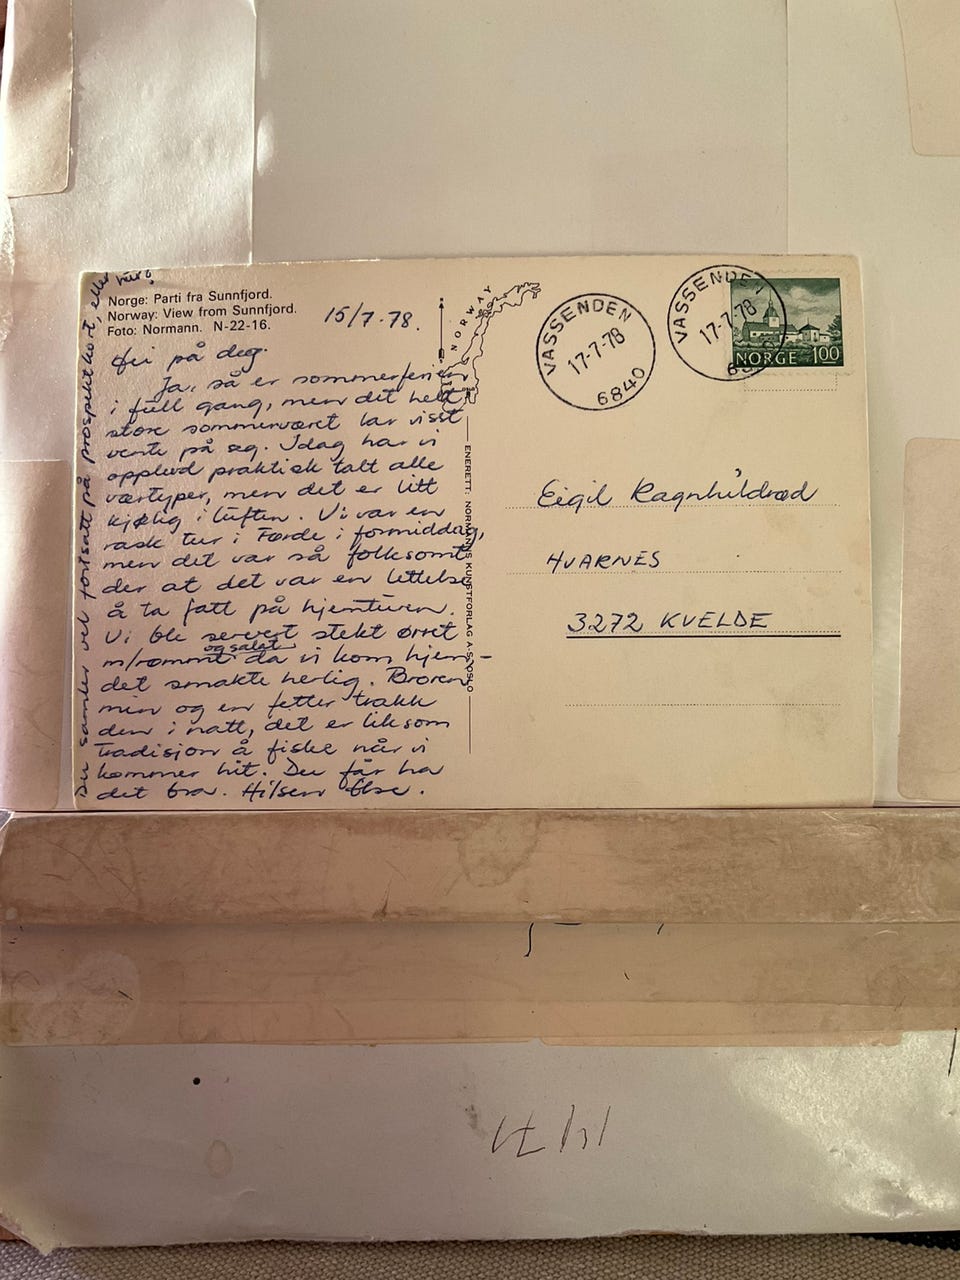 Norge: Parti fra Sunnfjord.
Norway: View from Sunnfjord.
Foto: Normann. N-22-16.
15/7-78.
Hei på deg.
Ja, så er sommerferien
i full gang, men det helt
store sommerværet lar visst
vente på seg. Idag har vi
opplevd praktisk talt alle
værtyper, men det er litt
kjølig i luften. Vi var en
rask tur i Førde i formiddag,
men det var så folksomt
der at det var en lettelse
å ta fatt på hjemturen.
Vi ble servert stekt ørret
og salat
m/rømme da vi kom hjem -
det smakte herlig. Broren
min og en fetter trakk
den i natt, det er liksom
tradisjon å fiske når vi
kommer hit. Du får ha
det bra. Hilsen Else.
Du samler vel fortsatt på prospektkort, eller
hva?
NORWAY
ENERETT: NORMANNS KUNSTFORLAG A.S. OSLO
VASSENDEN
17-7-78
6840
VASSENDEN
17-7-78
NORGE 100
Eigil Ragnhildrød
HVARNES
3272 KVELDE